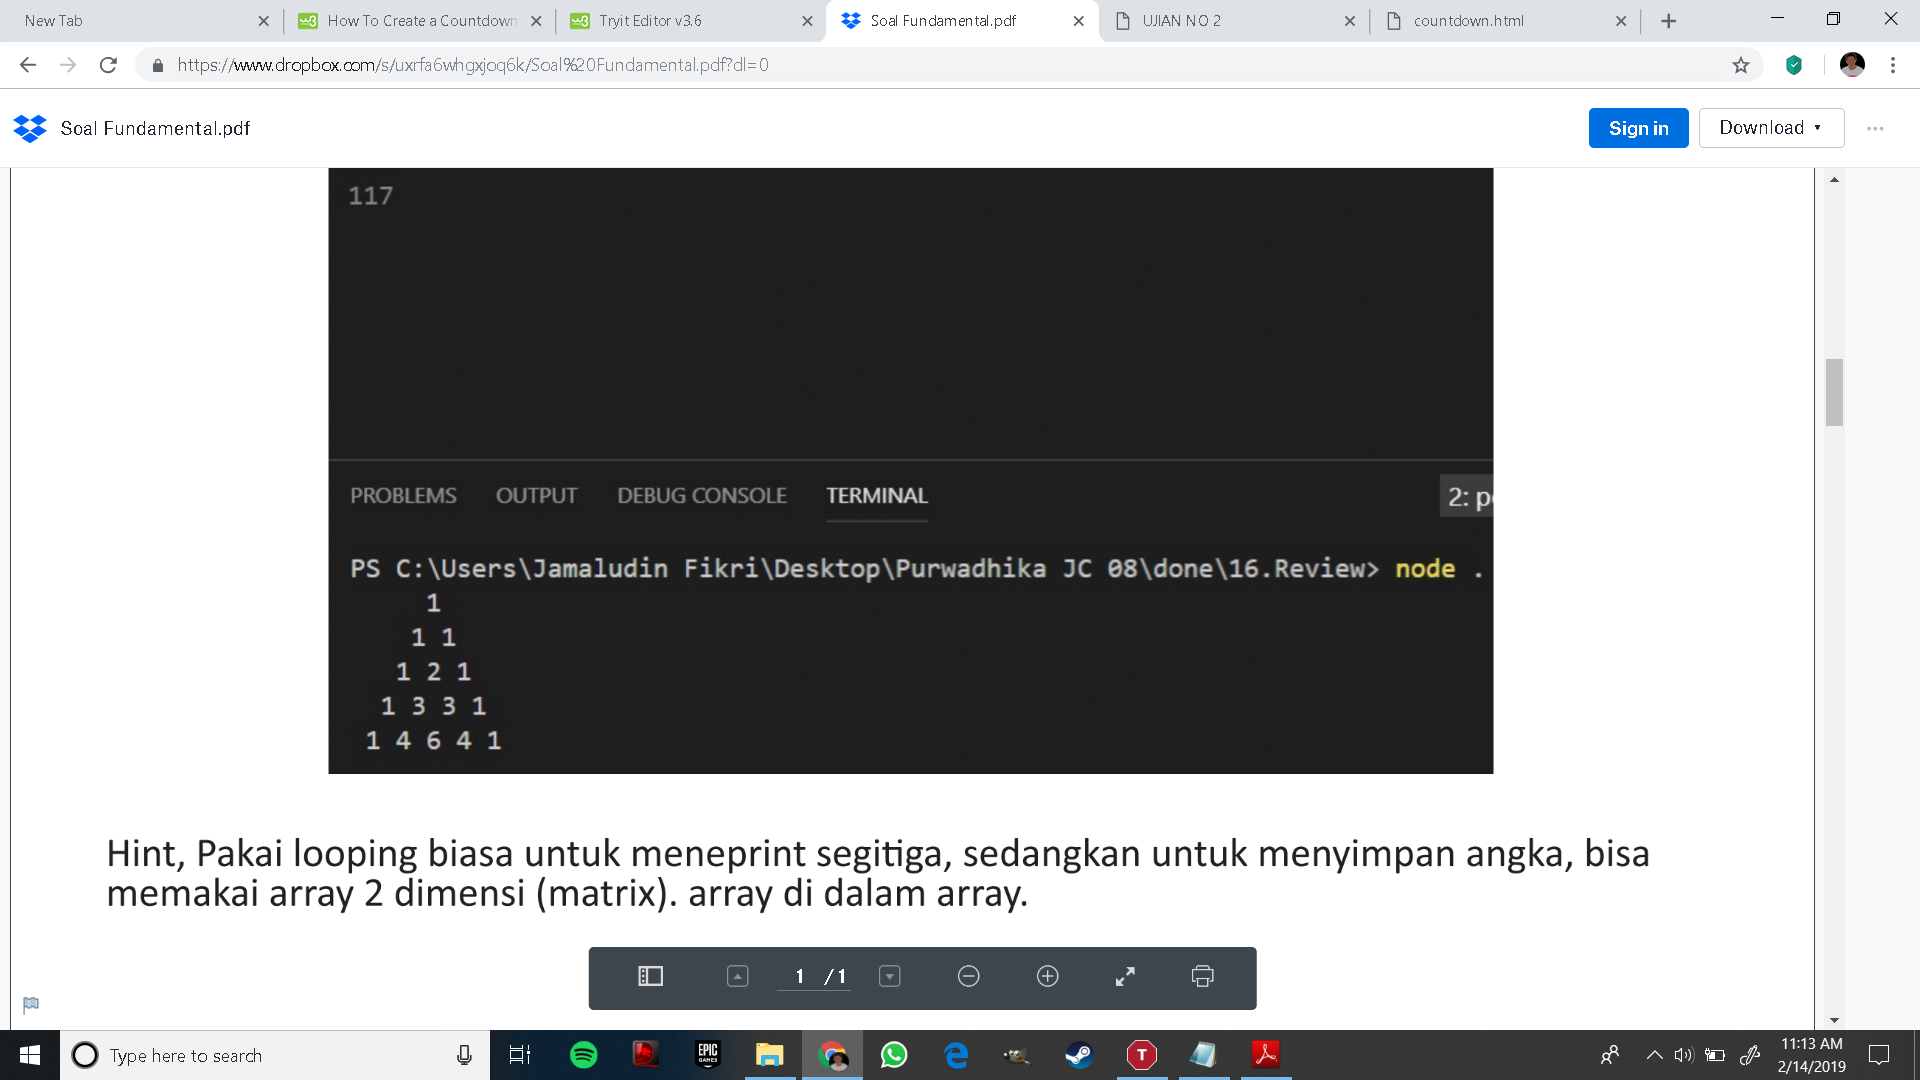 New Tab
How To Create a Countdown
Tryit Editor v3.6
Soal Fundamental.pdf
UJIAN NO 2
countdown.html
https://www.dropbox.com/s/uxrfa6whgxjoq6k/Soal%20Fundamental.pdf?dl=0
Soal Fundamental.pdf
Sign in
Download
117
PROBLEMS OUTPUT DEBUG CONSOLE TERMINAL
2: po
PS C:\Users\Jamaludin Fikri\Desktop\Purwadhika JC 08\done\16.Review> node .
1
1 1
1 2 1
1 3 3 1
1 4 6 4 1
Hint, Pakai looping biasa untuk meneprint segitiga, sedangkan untuk menyimpan angka, bisa
memakai array 2 dimensi (matrix). array di dalam array.
1 /1
Type here to search
EPIC
GAMES
T
11:13 AM
2/14/2019